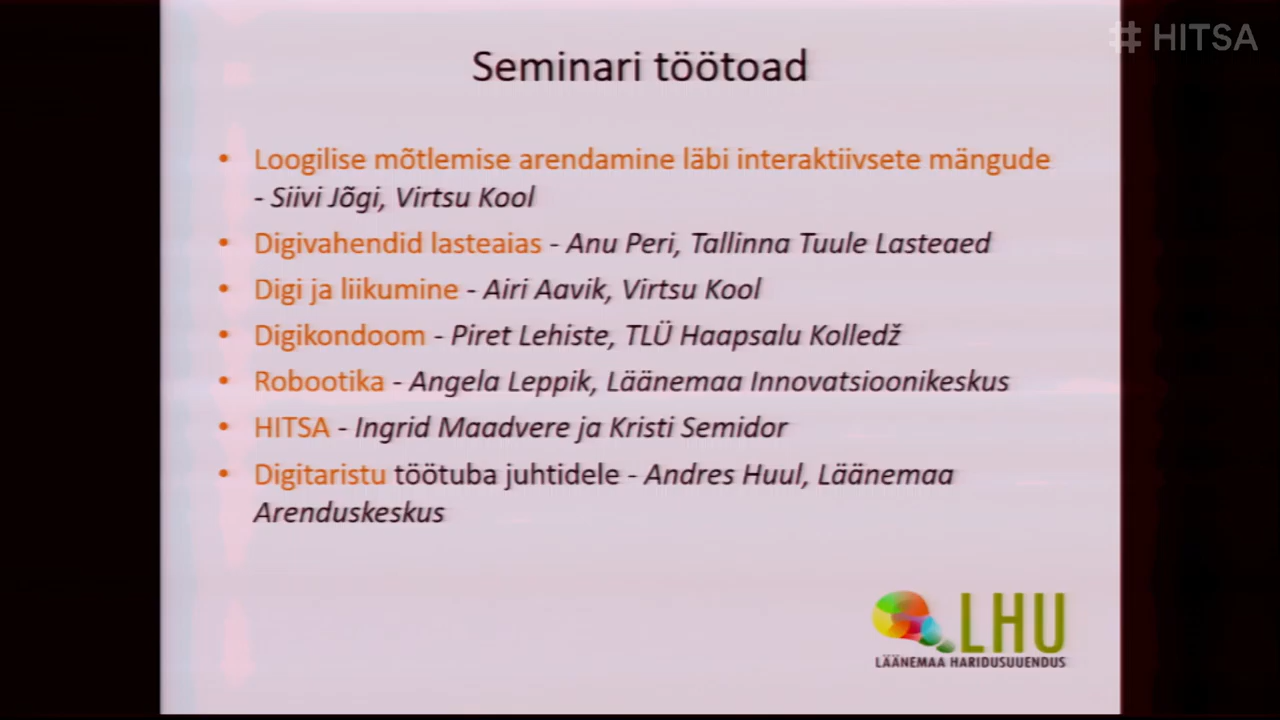 # HITSA
Seminari töötoad
• Loogilise mõtlemise arendamine läbi interaktiivsete mängude
- Siivi Jõgi, Virtsu Kool
• Digivahendid lasteaias - Anu Peri, Tallinna Tuule Lasteaed
• Digi ja liikumine - Airi Aavik, Virtsu Kool
• Digikondoom - Piret Lehiste, TLÜ Haapsalu Kolledž
• Robootika - Angela Leppik, Läänemaa Innovatsioonikeskus
• HITSA - Ingrid Maadvere ja Kristi Semidor
• Digitaristu töötuba juhtidele - Andres Huul, Läänemaa
Arenduskeskus
LHU
LÄÄNEMAA HARIDUSUUENDUS